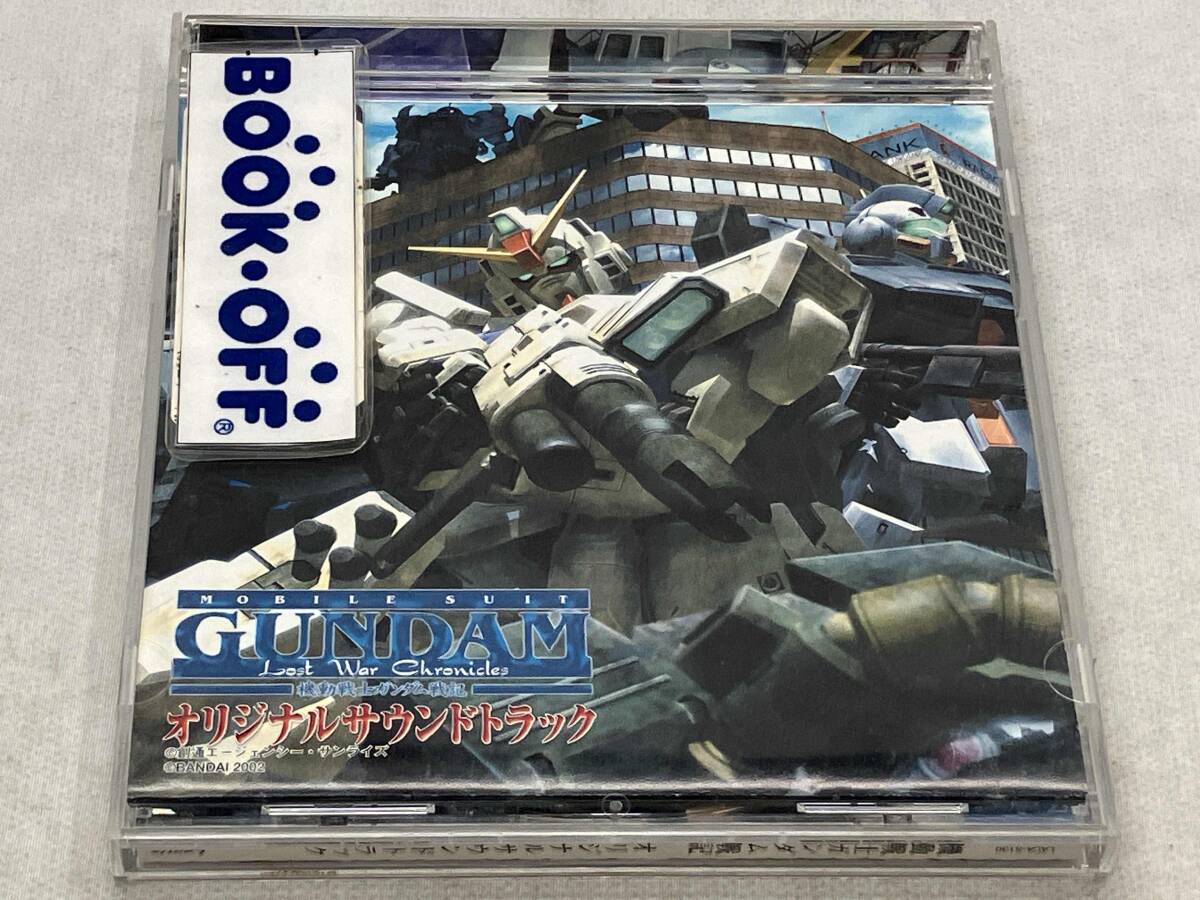 BOOK·OFF
®
BANK
MOBILE SUIT
GUNDAM
Lost War Chronicles
機動戦士ガンダム戦記
オリジナルサウンドトラック
©創通エージェンシー・サンライズ
©BANDAI 2002
機動戦士ガンダム戦記 オリジナルサウンドトラック